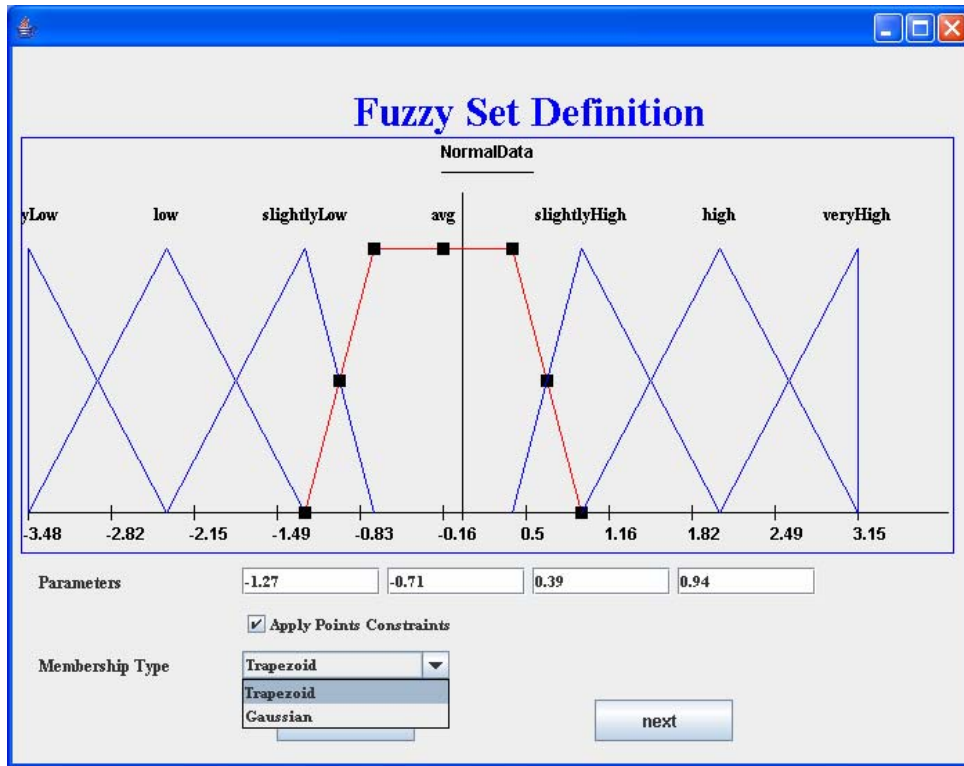 Fuzzy Set Definition
NormalData
yLow low slightlyLow avg slightlyHigh high veryHigh
-3.48 -2.82 -2.15 -1.49 -0.83 -0.16 0.5 1.16 1.82 2.49 3.15
Parameters -1.27 -0.71 0.39 0.94
Apply Points Constraints
Membership Type Trapezoid
Trapezoid
Gaussian
next